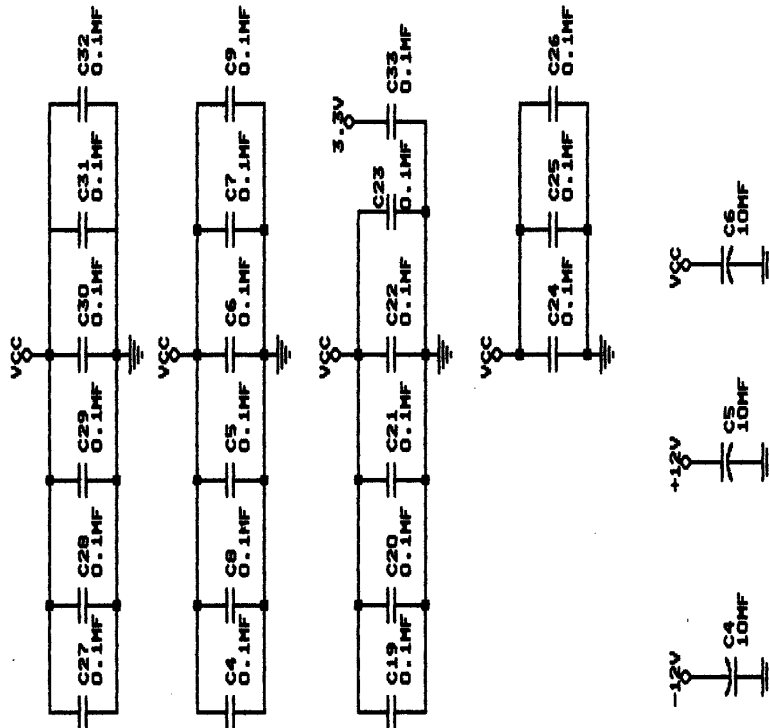 C27
0.1MF
C28
0.1MF
C29
0.1MF
VCC
C30
0.1MF
C31
0.1MF
C32
0.1MF
C4
0.1MF
C8
0.1MF
C5
0.1MF
VCC
C6
0.1MF
C7
0.1MF
C9
0.1MF
C19
0.1MF
C20
0.1MF
C21
0.1MF
VCC
C22
0.1MF
C23
0.1MF
3.3V
C33
0.1MF
VCC
C24
0.1MF
C25
0.1MF
C26
0.1MF
-12V
C4
10MF
+12V
C5
10MF
VCC
C6
10MF